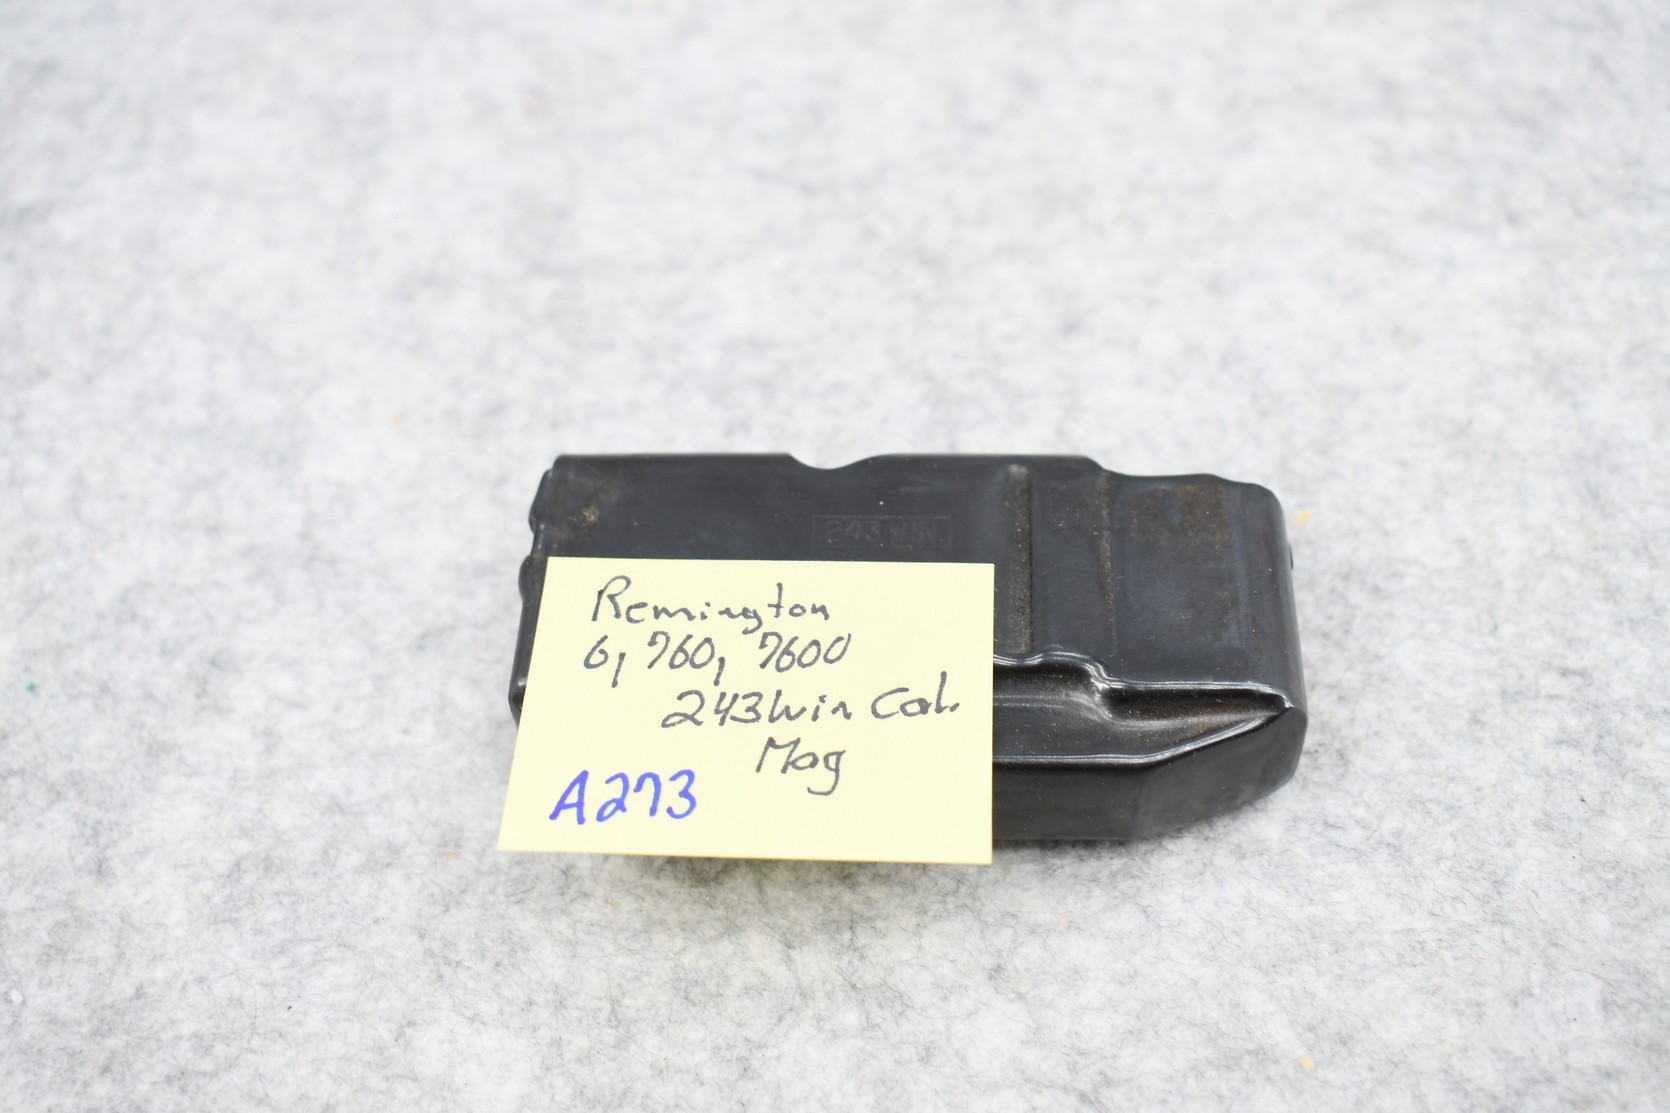 243 WIN.
Remington
6, 760, 7600
243 Win Cal.
Mag
A273